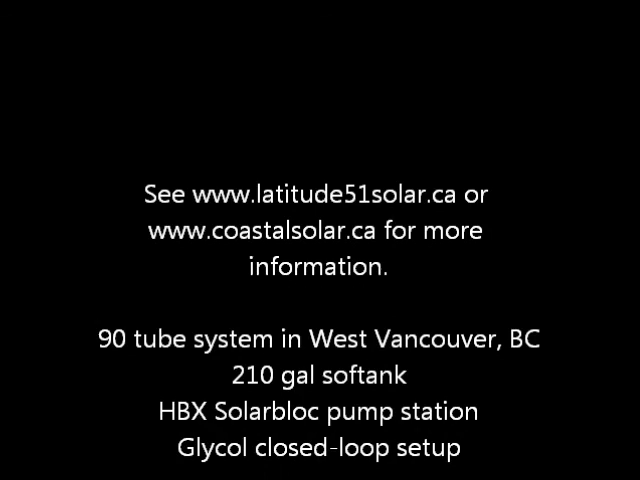 See www.latitude51solar.ca or
www.coastalsolar.ca for more
information.
90 tube system in West Vancouver, BC
210 gal softank
HBX Solarbloc pump station
Glycol closed-loop setup